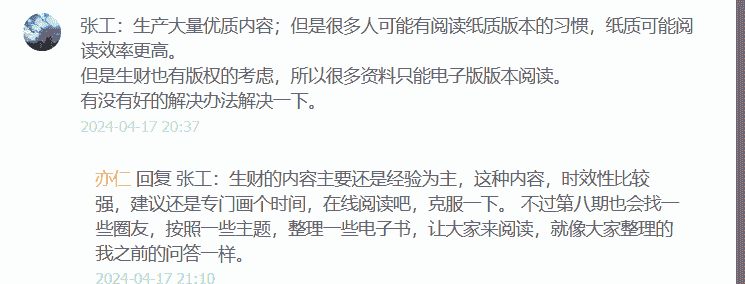 张工：生产大量优质内容；但是很多人可能有阅读纸质版本的习惯，纸质可能阅
读效率更高。
但是生财也有版权的考虑，所以很多资料只能电子版版本阅读。
有没有好的解决办法解决一下。
2024-04-17 20:37
亦仁 回复 张工：生财的内容主要还是经验为主，这种内容，时效性比较
强，建议还是专门画个时间，在线阅读吧，克服一下。 不过第八期也会找一
些圈友，按照一些主题，整理一些电子书，让大家来阅读，就像大家整理的
我之前的问答一样。
2024-04-17 21:10